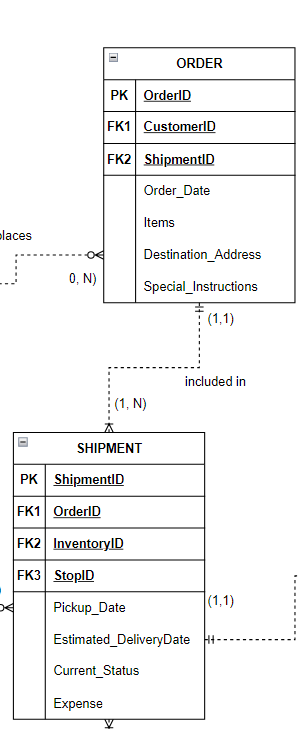 ORDER
PK OrderID
FK1 CustomerID
FK2 ShipmentID
Order_Date
Items
Destination_Address
Special_Instructions
places
0, N)
(1,1)
included in
(1, N)
SHIPMENT
PK ShipmentID
FK1 OrderID
FK2 InventoryID
FK3 StopID
Pickup_Date
(1,1)
Estimated_DeliveryDate
Current_Status
Expense